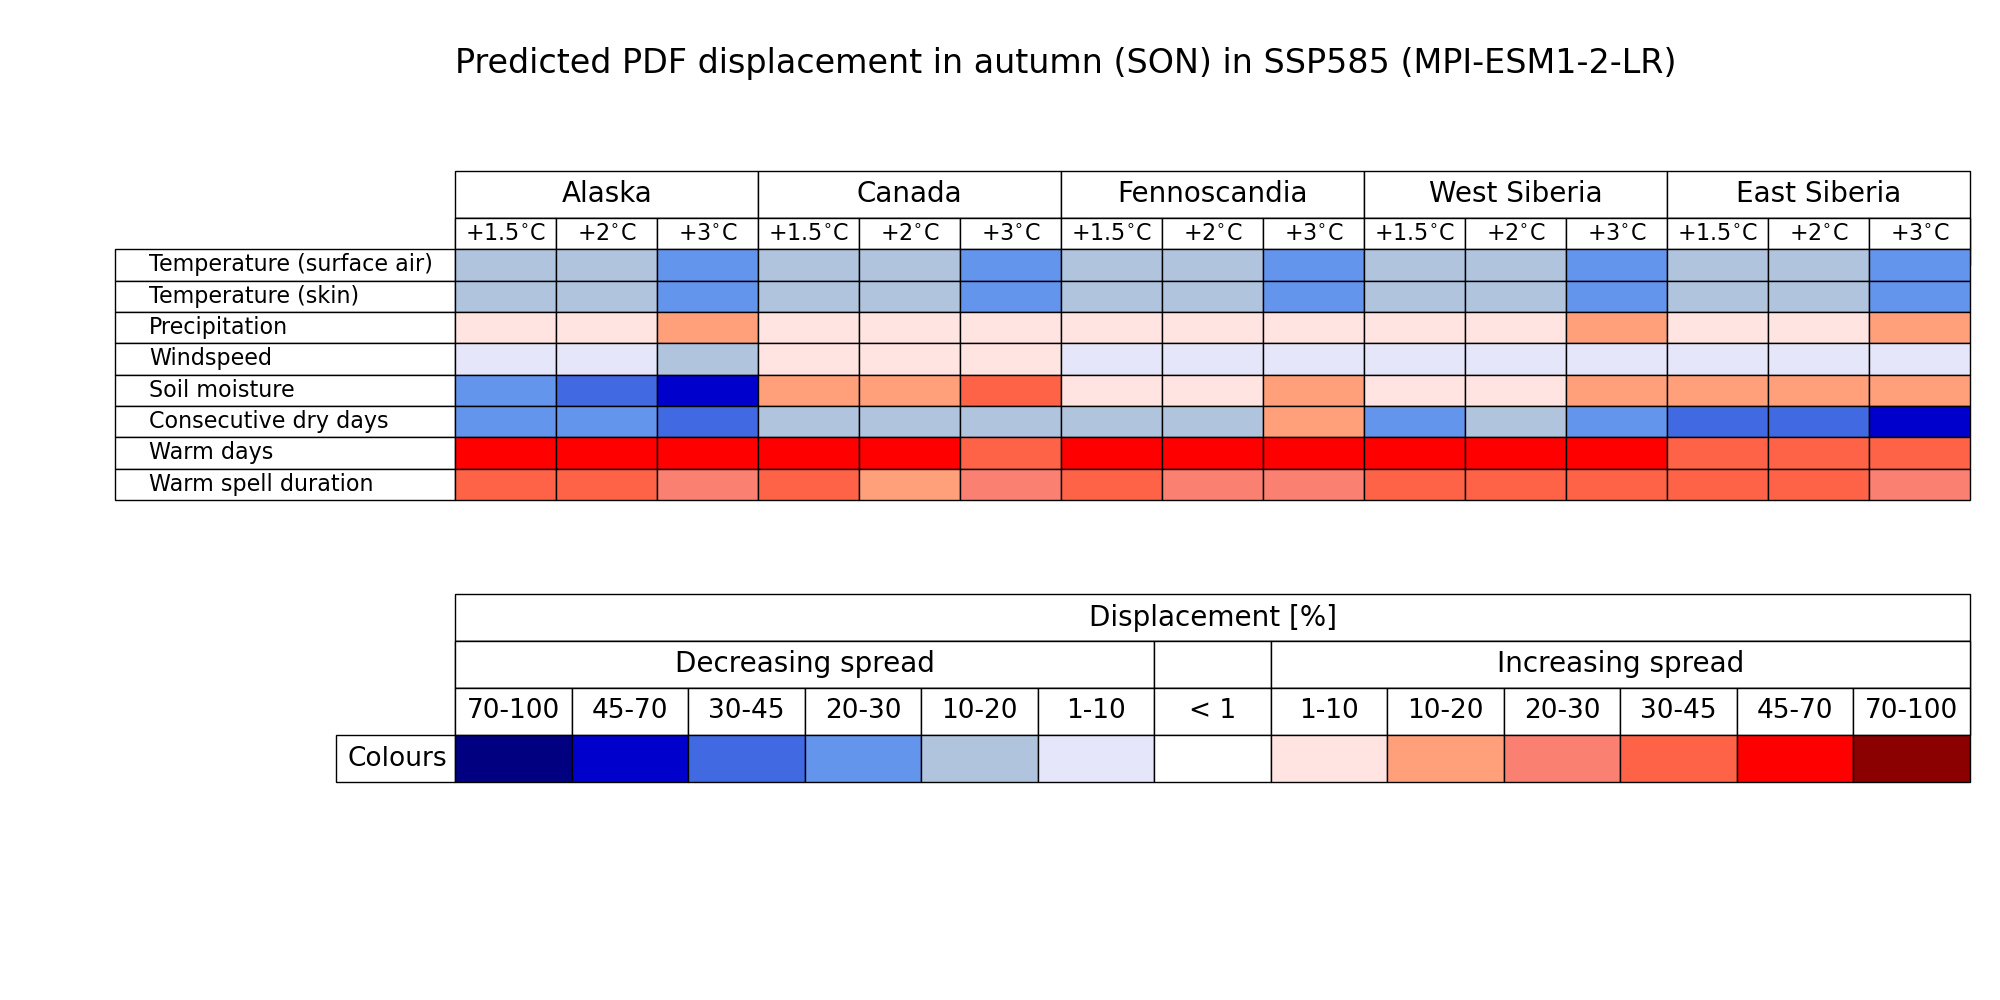 Predicted PDF displacement in autumn (SON) in SSP585 (MPI-ESM1-2-LR)
Alaska Canada Fennoscandia West Siberia East Siberia
+1.5°C +2°C +3°C +1.5°C +2°C +3°C +1.5°C +2°C +3°C +1.5°C +2°C +3°C +1.5°C +2°C +3°C
Temperature (surface air)
Temperature (skin)
Precipitation
Windspeed
Soil moisture
Consecutive dry days
Warm days
Warm spell duration
Displacement [%]
Decreasing spread Increasing spread
70-100 45-70 30-45 20-30 10-20 1-10 < 1 1-10 10-20 20-30 30-45 45-70 70-100
Colours